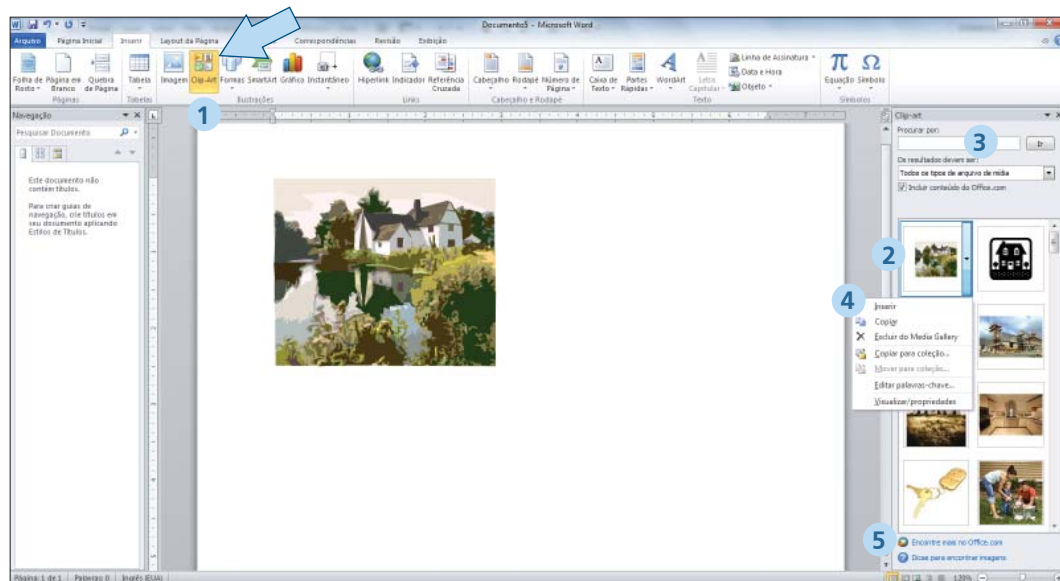 Documento5 - Microsoft Word
Arquivo Página Inicial Inserir Layout da Página Correspondências Revisão Exibição
Folha de Rosto Página em Branco Quebra de Página
Tabela
Imagem Clip-Art Formas SmartArt Gráfico Instantâneo
Hiperlink Indicador Referência Cruzada
Cabeçalho Rodapé Número de Página
Caixa de Texto Partes Rápidas WordArt Letra Capitular
Linha de Assinatura
Data e Hora
Objeto
Equação Símbolo
Páginas Tabelas Ilustrações Links Cabeçalho e Rodapé Texto Símbolos
1
Navegação
Pesquisar Documento
Este documento não
contém títulos.
Para criar guias de
navegação, crie títulos em
seu documento aplicando
Estilos de Títulos.
Clip-art
Procurar por:
3
Ir
Os resultados devem ser:
Todos os tipos de arquivo de mídia
Incluir conteúdo do Office.com
2
4
Inserir
Copiar
Excluir do Media Gallery
Copiar para coleção...
Mover para coleção...
Editar palavras-chave...
Visualizar/propriedades
5
Encontre mais no Office.com
Dicas para encontrar imagens
Página: 1 de 1 Palavras: 0 Inglês (EUA) 120%